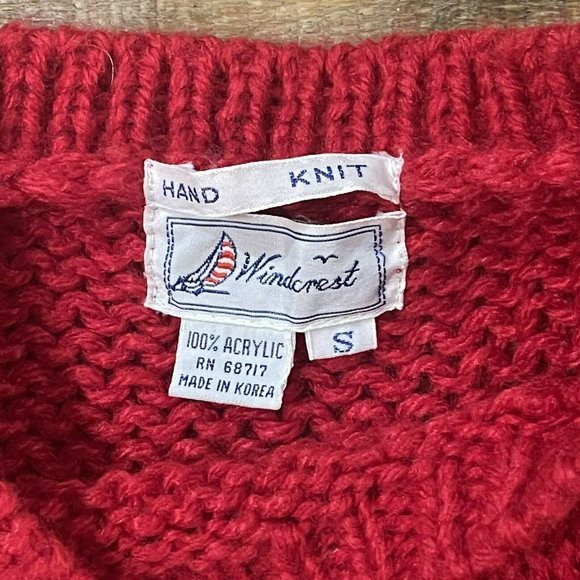 HAND KNIT
Windcrest
100% ACRYLIC
RN 68717
MADE IN KOREA
S